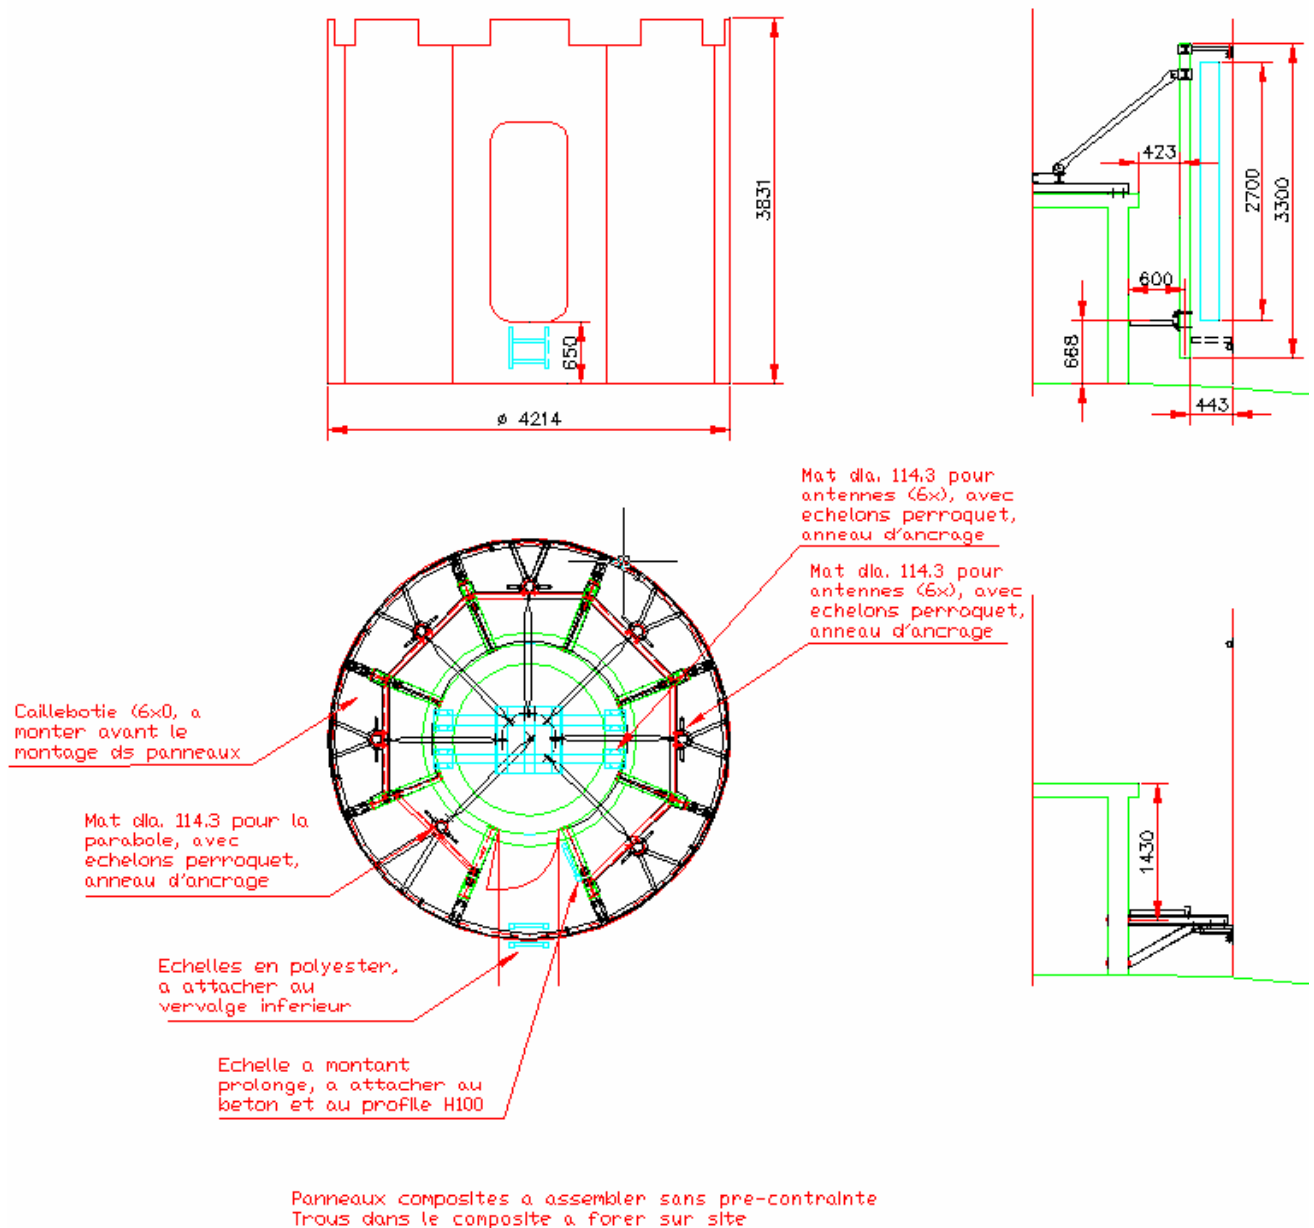 3831
650
ø 4214
423
2700
3300
600
668
443
Mat dia. 114.3 pour
antennes (6x), avec
echelons perroquet,
anneau d'ancrage
Mat dia. 114.3 pour
antennes (6x), avec
echelons perroquet,
anneau d'ancrage
Caillebotie (6x0, a
monter avant le
montage ds panneaux
Mat dia. 114.3 pour la
parabole, avec
echelons perroquet,
anneau d'ancrage
1430
Echelles en polyester,
a attacher au
vervalge inferieur
Echelle a montant
prolonge, a attacher au
beton et au profile H100
Panneaux composites a assembler sans pre-contrainte
Trous dans le composite a forer sur site